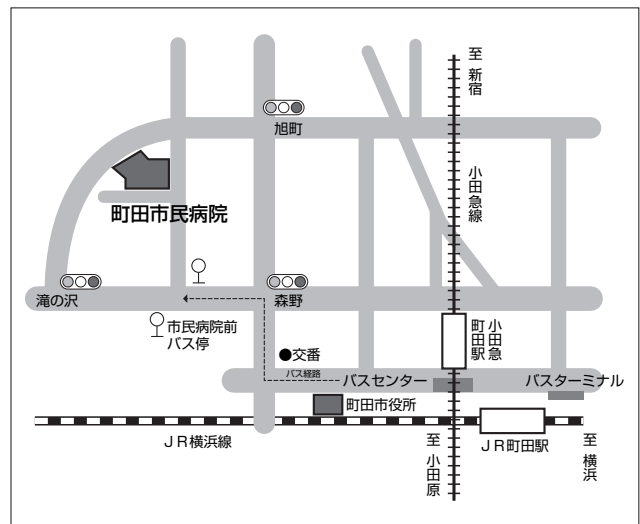 至 新宿
旭町
小田急線
町田市民病院
滝の沢
森野
市民病院前
バス停
小田急
町田駅
●交番
バス経路
バスセンター
バスターミナル
町田市役所
JR横浜線
至 小田原
JR町田駅
至 横浜